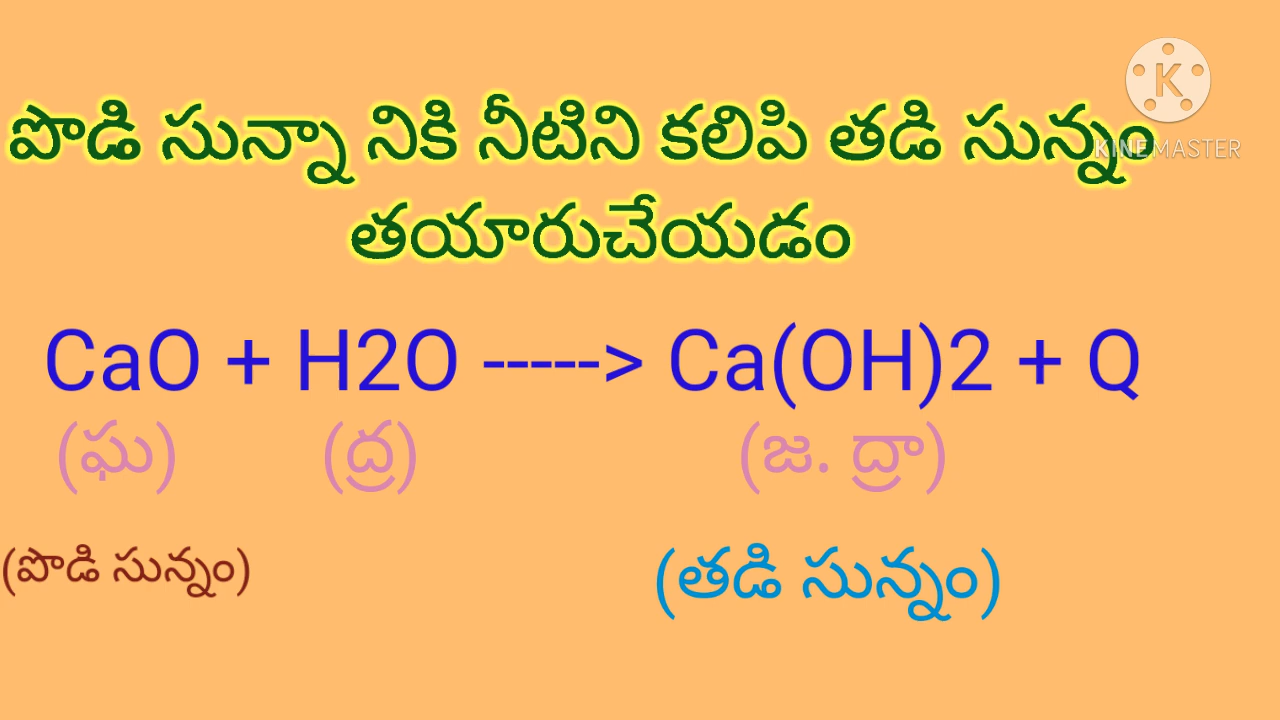 పొడి సున్నా నికి నీటిని కలిపి తడి సున్నం
K
KINEMASTER
తయారుచేయడం
CaO + H2O -----> Ca(OH)2 + Q
(ఘ) (ద్ర) (జ. ద్రా)
(పొడి సున్నం) (తడి సున్నం)